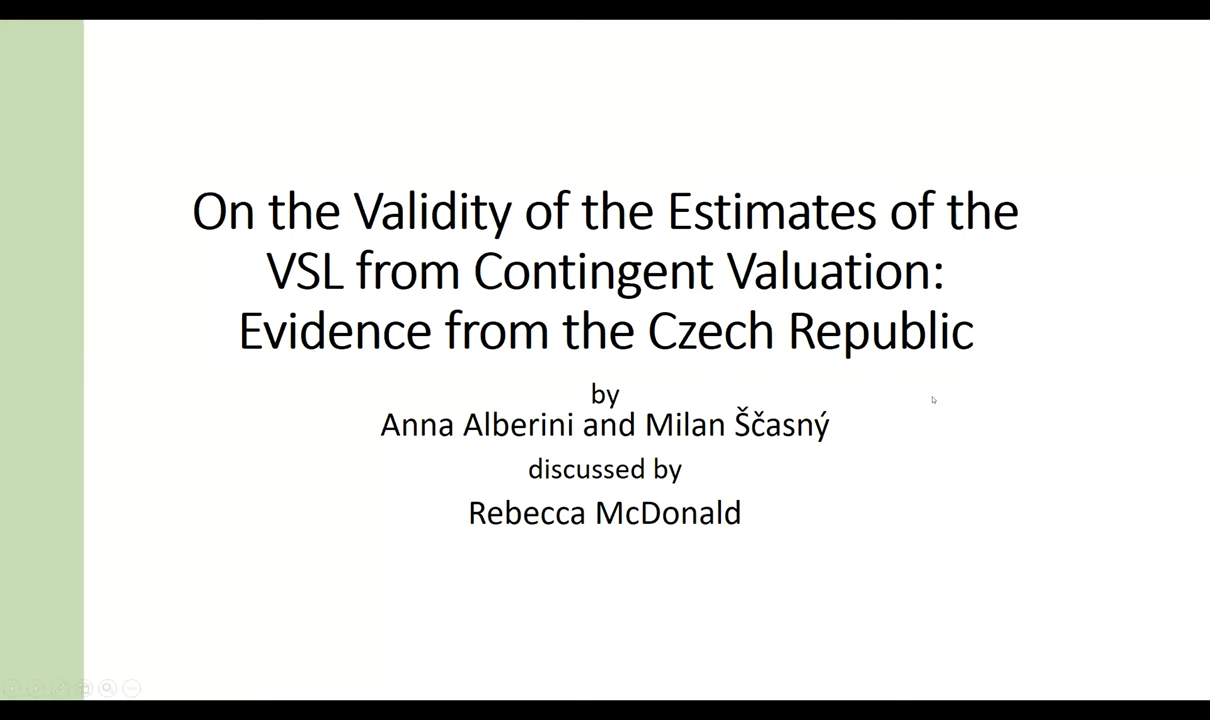 On the Validity of the Estimates of the
VSL from Contingent Valuation:
Evidence from the Czech Republic
by
Anna Alberini and Milan Ščasný
discussed by
Rebecca McDonald